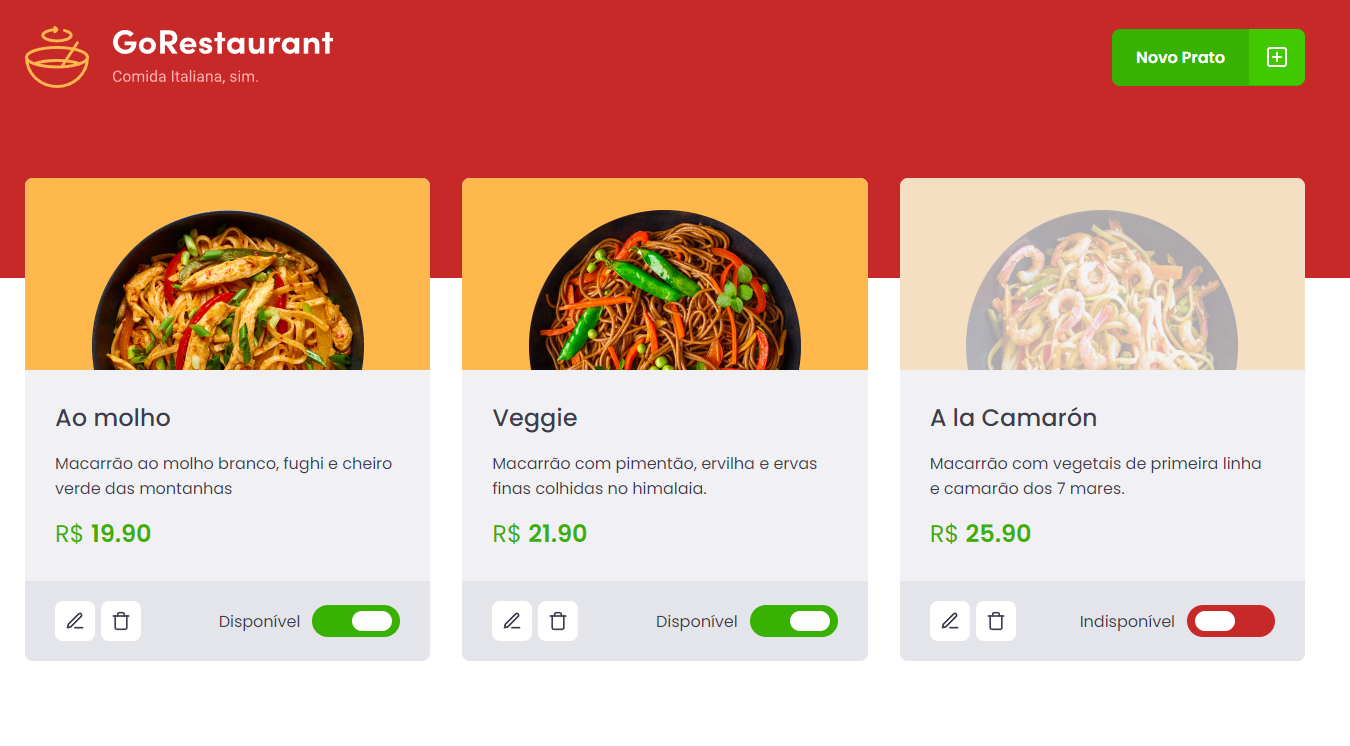 GoRestaurant
Comida Italiana, sim.
Novo Prato
Ao molho
Macarrão ao molho branco, fughi e cheiro
verde das montanhas
R$ 19.90
Disponível
Veggie
Macarrão com pimentão, ervilha e ervas
finas colhidas no himalaia.
R$ 21.90
Disponível
A la Camarón
Macarrão com vegetais de primeira linha
e camarão dos 7 mares.
R$ 25.90
Indisponível